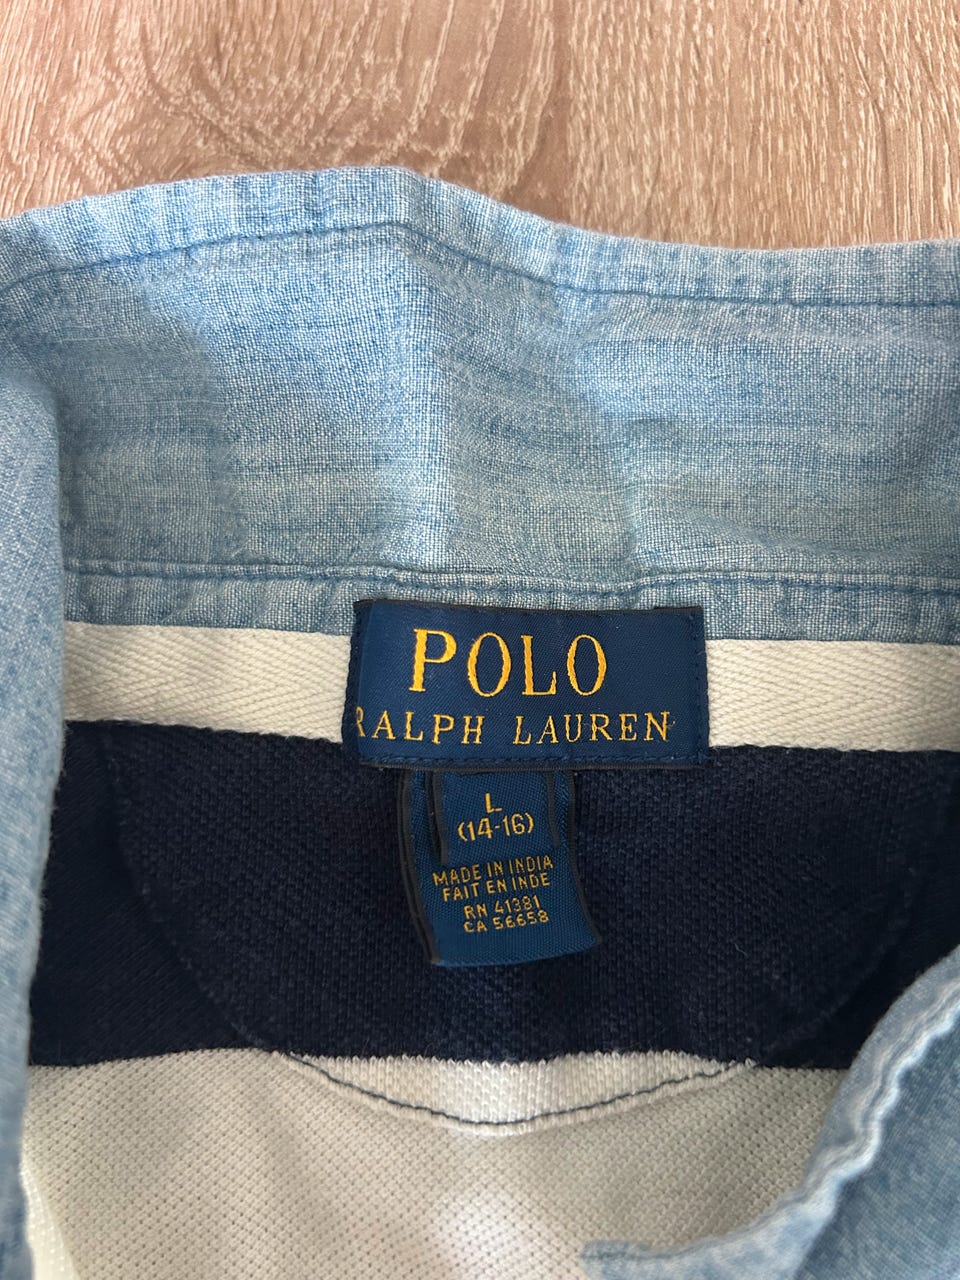 POLO
RALPH LAUREN
L
(14-16)
MADE IN INDIA
FAIT EN INDE
RN 41381
CA 56658